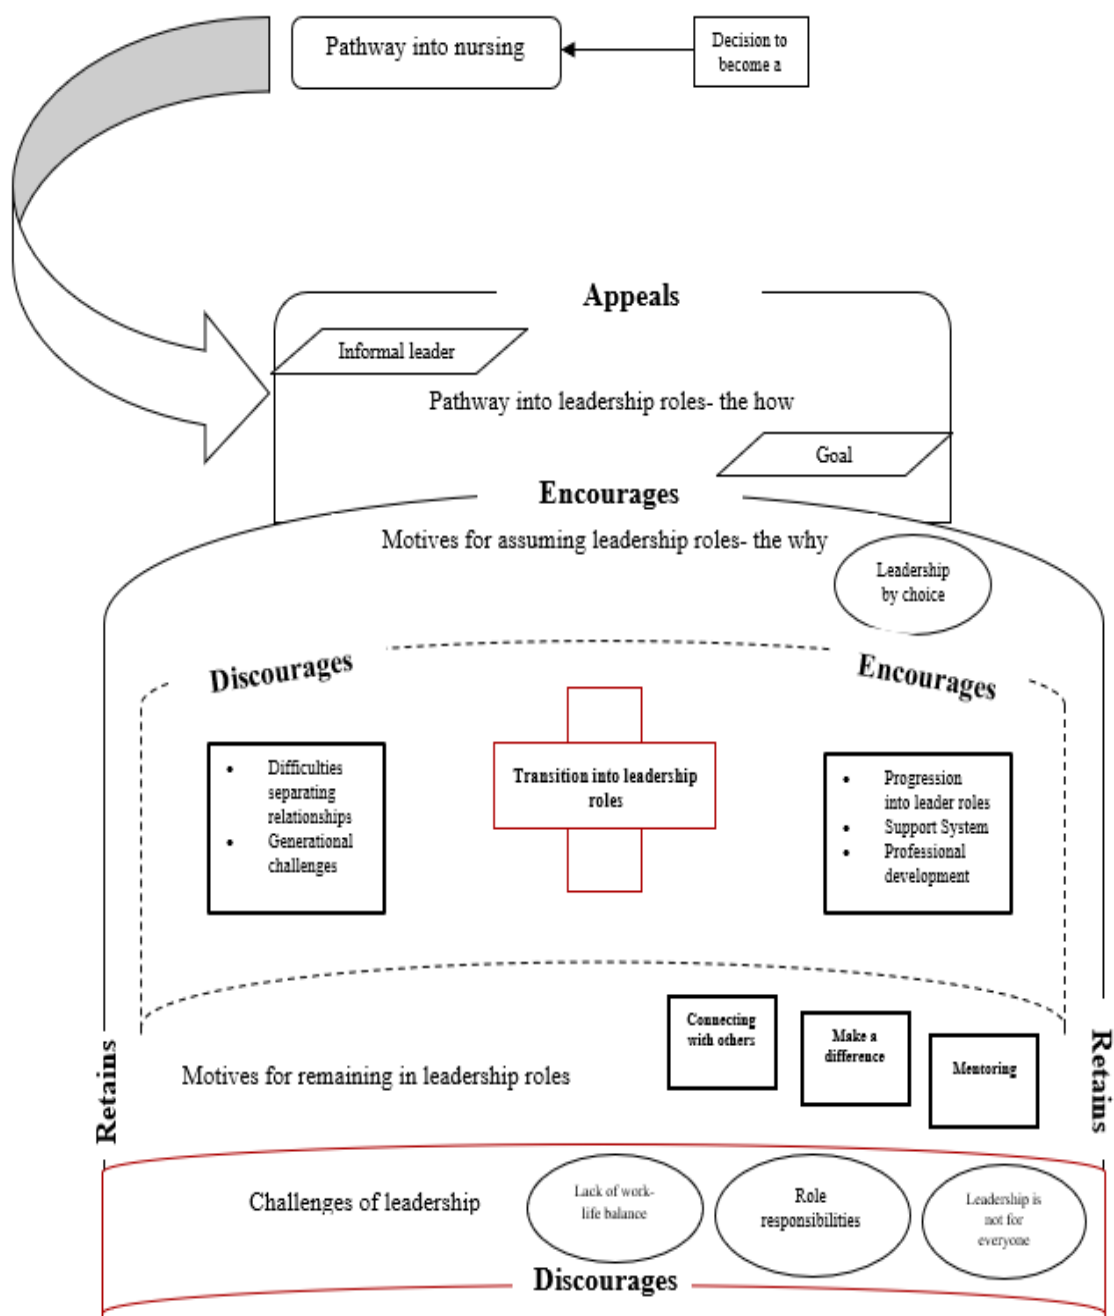 Pathway into nursing
Decision to
become a
Appeals
Informal leader
Pathway into leadership roles- the how
Goal
Encourages
Motives for assuming leadership roles- the why
Leadership
by choice
Discourages
Encourages
• Difficulties
separating
relationships
• Generational
challenges
Transition into leadership
roles
• Progression
into leader roles
• Support System
• Professional
development
Retains
Motives for remaining in leadership roles
Connecting
with others
Make a
difference
Mentoring
Retains
Challenges of leadership
Lack of work-
life balance
Role
responsibilities
Leadership is
not for
everyone
Discourages